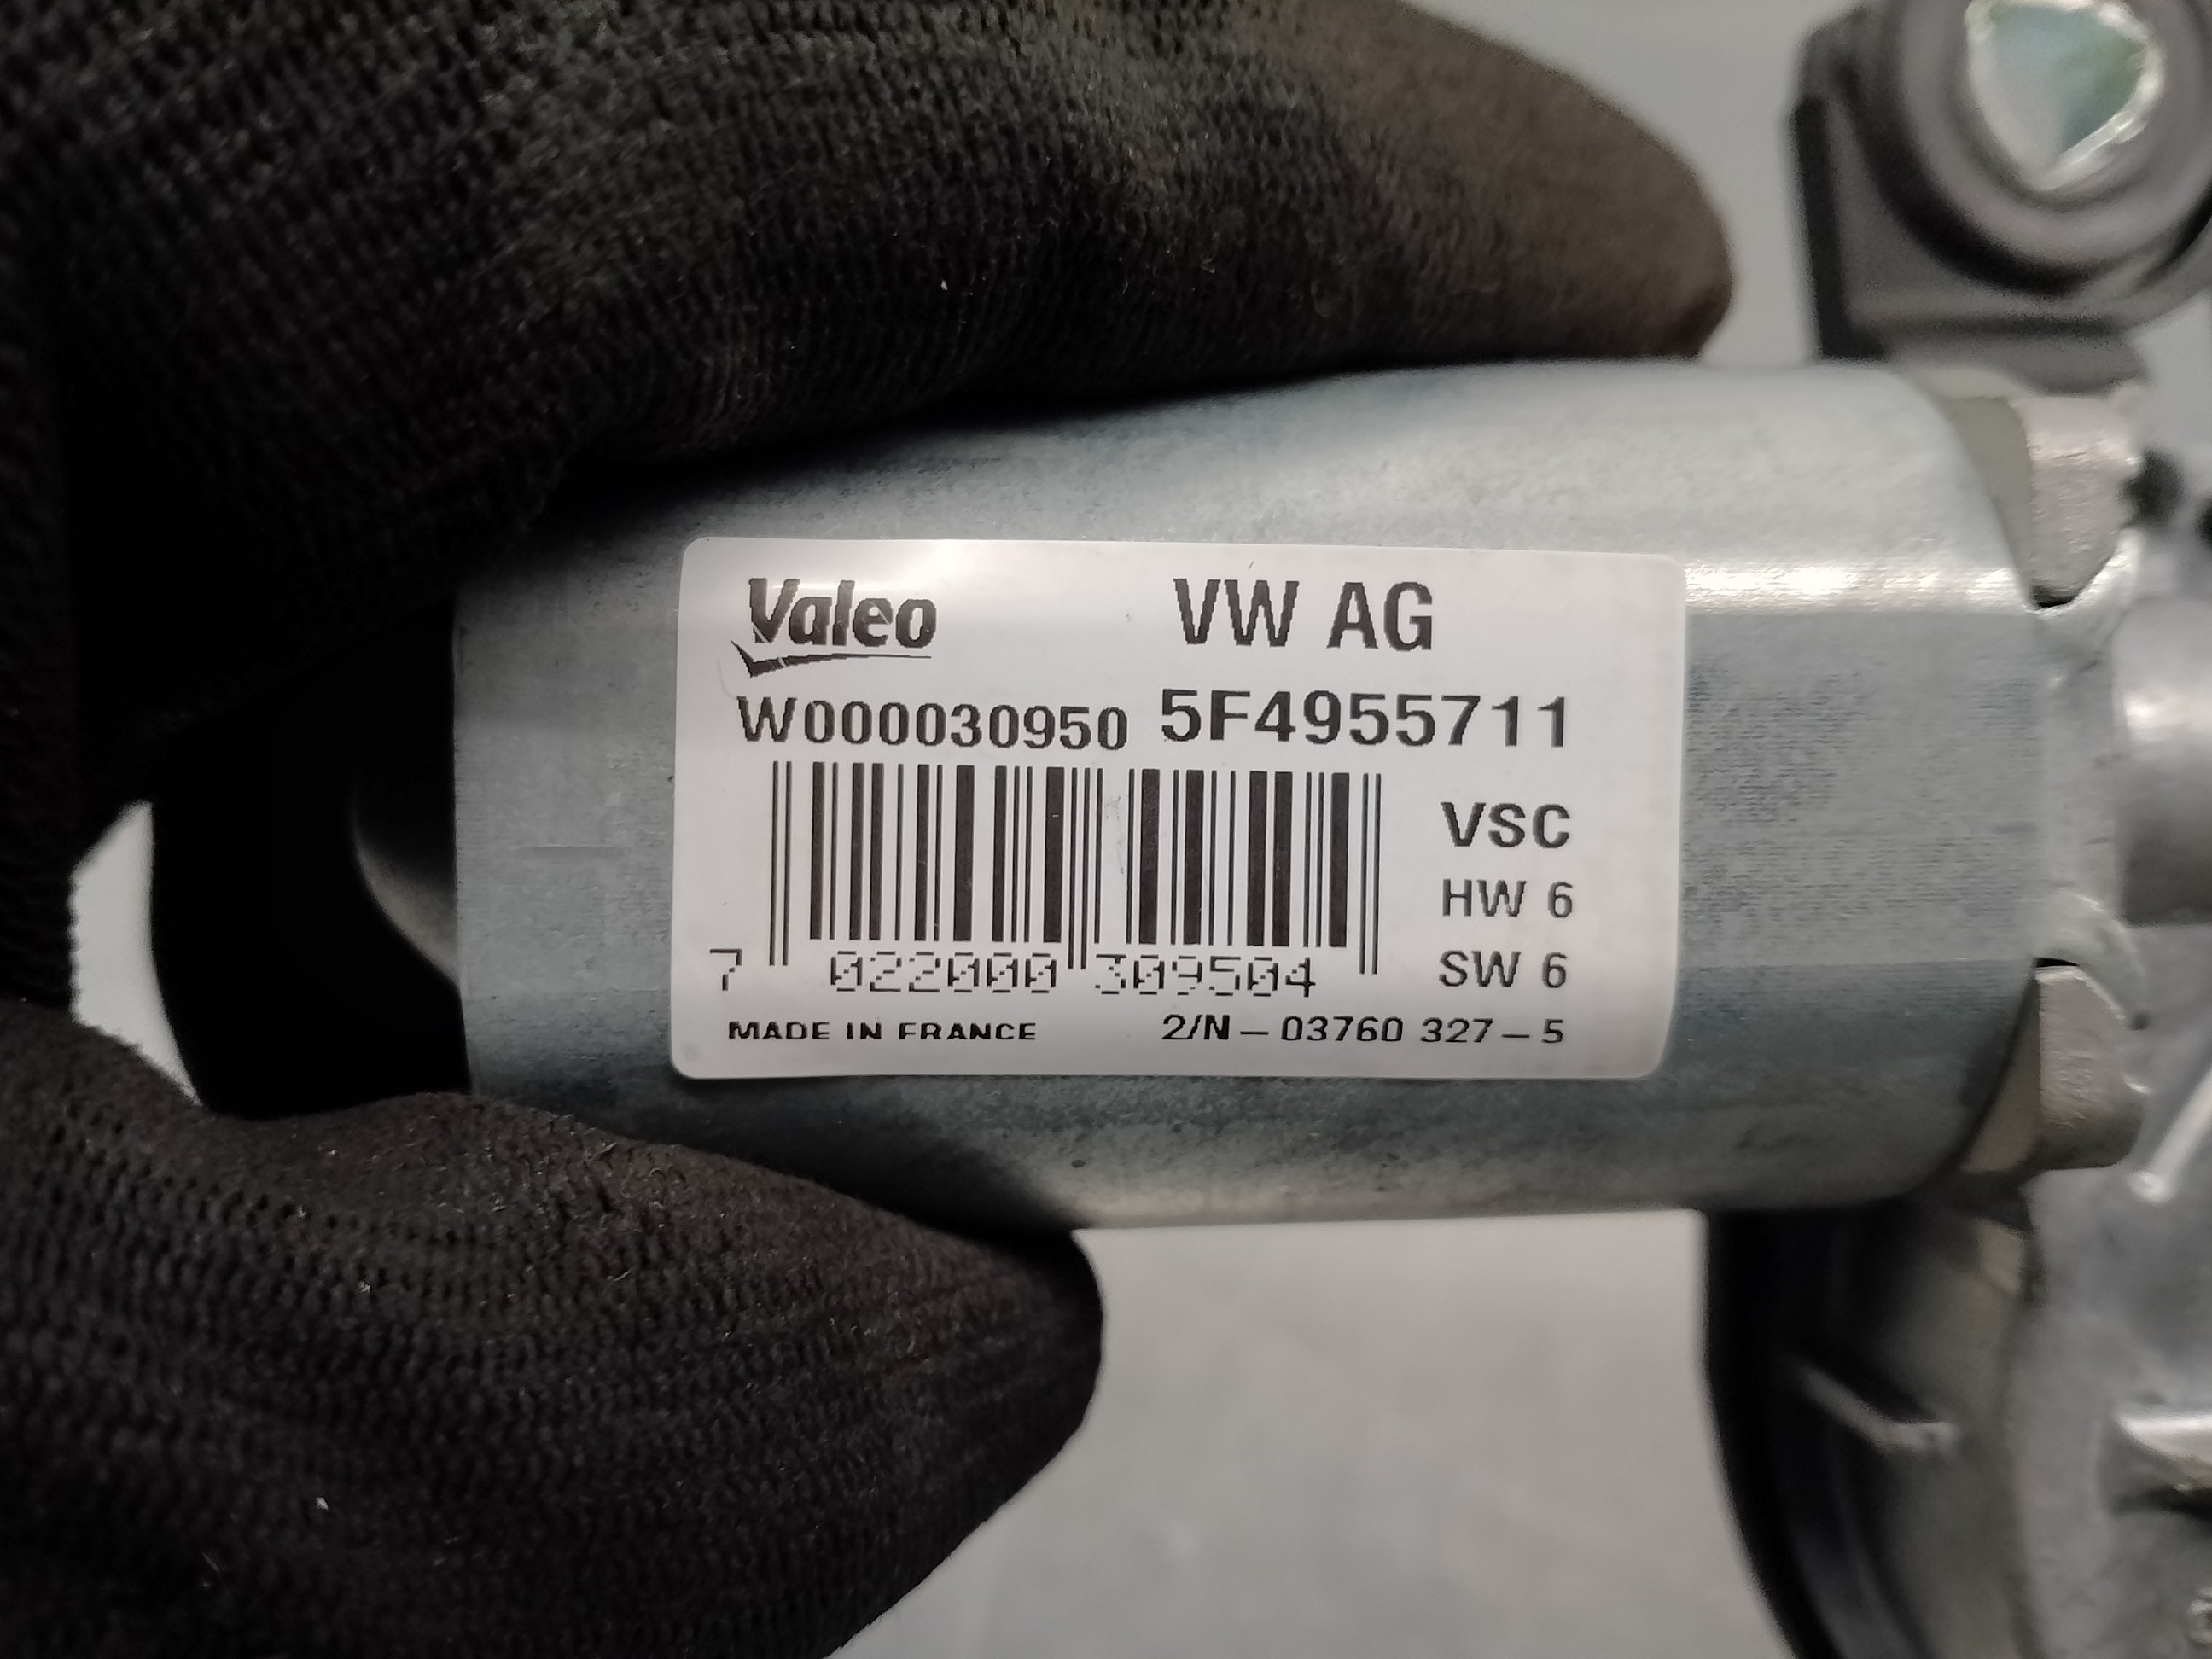 Valeo VW AG
W000030950 5F4955711
VSC
HW 6
SW 6
7 022000 309504
MADE IN FRANCE 2/N-03760 327-5